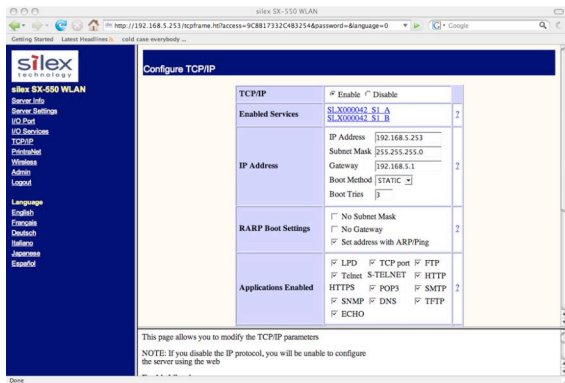 silex SX-550 WLAN
http://192.168.5.253/tcpframe.htl?access=9C8817332C483254&password=&language=0
Google
Getting Started Latest Headlines cold case everybody ...
silex
technology
silex SX-550 WLAN
Server Info
Server Settings
I/O Port
I/O Services
TCP/IP
PrintraNet
Wireless
Admin
Logout
Language
English
Français
Deutsch
Italiano
Japanese
Español
Configure TCP/IP
TCP/IP Enable Disable
Enabled Services
SLX000042_S1_A
SLX000042_S1_B
?
IP Address
IP Address 192.168.5.253
Subnet Mask 255.255.255.0
Gateway 192.168.5.1
Boot Method STATIC
Boot Tries 3
?
RARP Boot Settings
No Subnet Mask
No Gateway
Set address with ARP/Ping
?
Applications Enabled
LPD TCP port FTP
Telnet S-TELNET HTTP
HTTPS POP3 SMTP
SNMP DNS TFTP
ECHO
?
This page allows you to modify the TCP/IP parameters
NOTE: If you disable the IP protocol, you will be unable to configure
the server using the web
Done